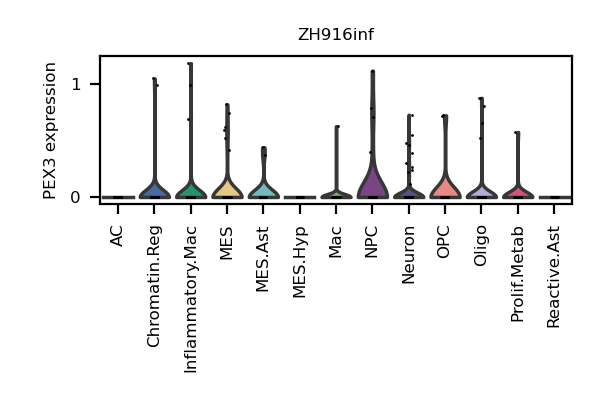 ZH916inf
PEX3 expression
1
0
AC
Chromatin.Reg
Inflammatory.Mac
MES
MES.Ast
MES.Hyp
Mac
NPC
Neuron
OPC
Oligo
Prolif.Metab
Reactive.Ast